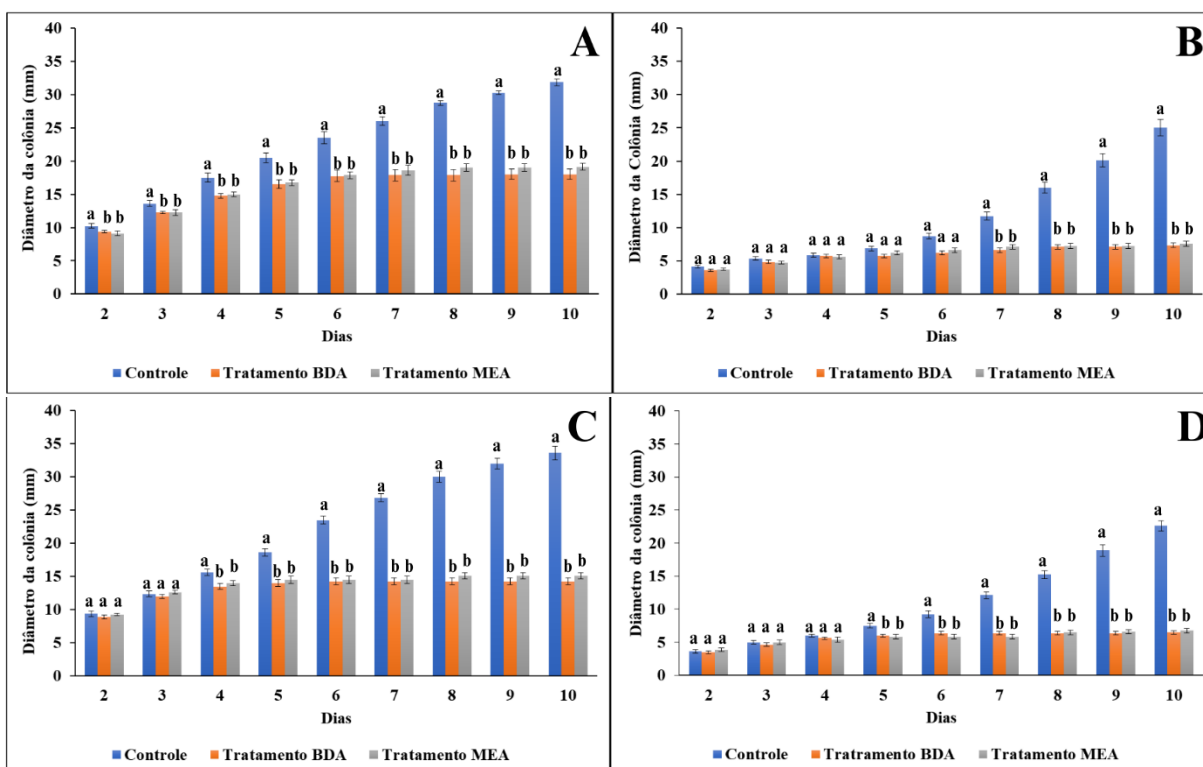 A
Diâmetro da colônia (mm)
40
35
30
25
20
15
10
5
0
a b b a b b a b b a b b a b b a b b a b b a b b a b b
2 3 4 5 6 7 8 9 10
Dias
Controle Tratamento BDA Tratamento MEA
B
Diâmetro da Colônia (mm)
40
35
30
25
20
15
10
5
0
a a a a a a a a a a a a a a a a b b a b b a b b a b b
2 3 4 5 6 7 8 9 10
Dias
Controle Tratamento BDA Tratamento MEA
C
Diâmetro da colônia (mm)
40
35
30
25
20
15
10
5
0
a a a a a a a b b a b b a b b a b b a b b a b b a b b
2 3 4 5 6 7 8 9 10
Dias
Controle Tratamento BDA Tratamento MEA
D
Diâmetro da colônia (mm)
40
35
30
25
20
15
10
5
0
a a a a a a a a a a b b a b b a b b a b b a b b a b b
2 3 4 5 6 7 8 9 10
Dias
Controle Tratamento BDA Tratamento MEA